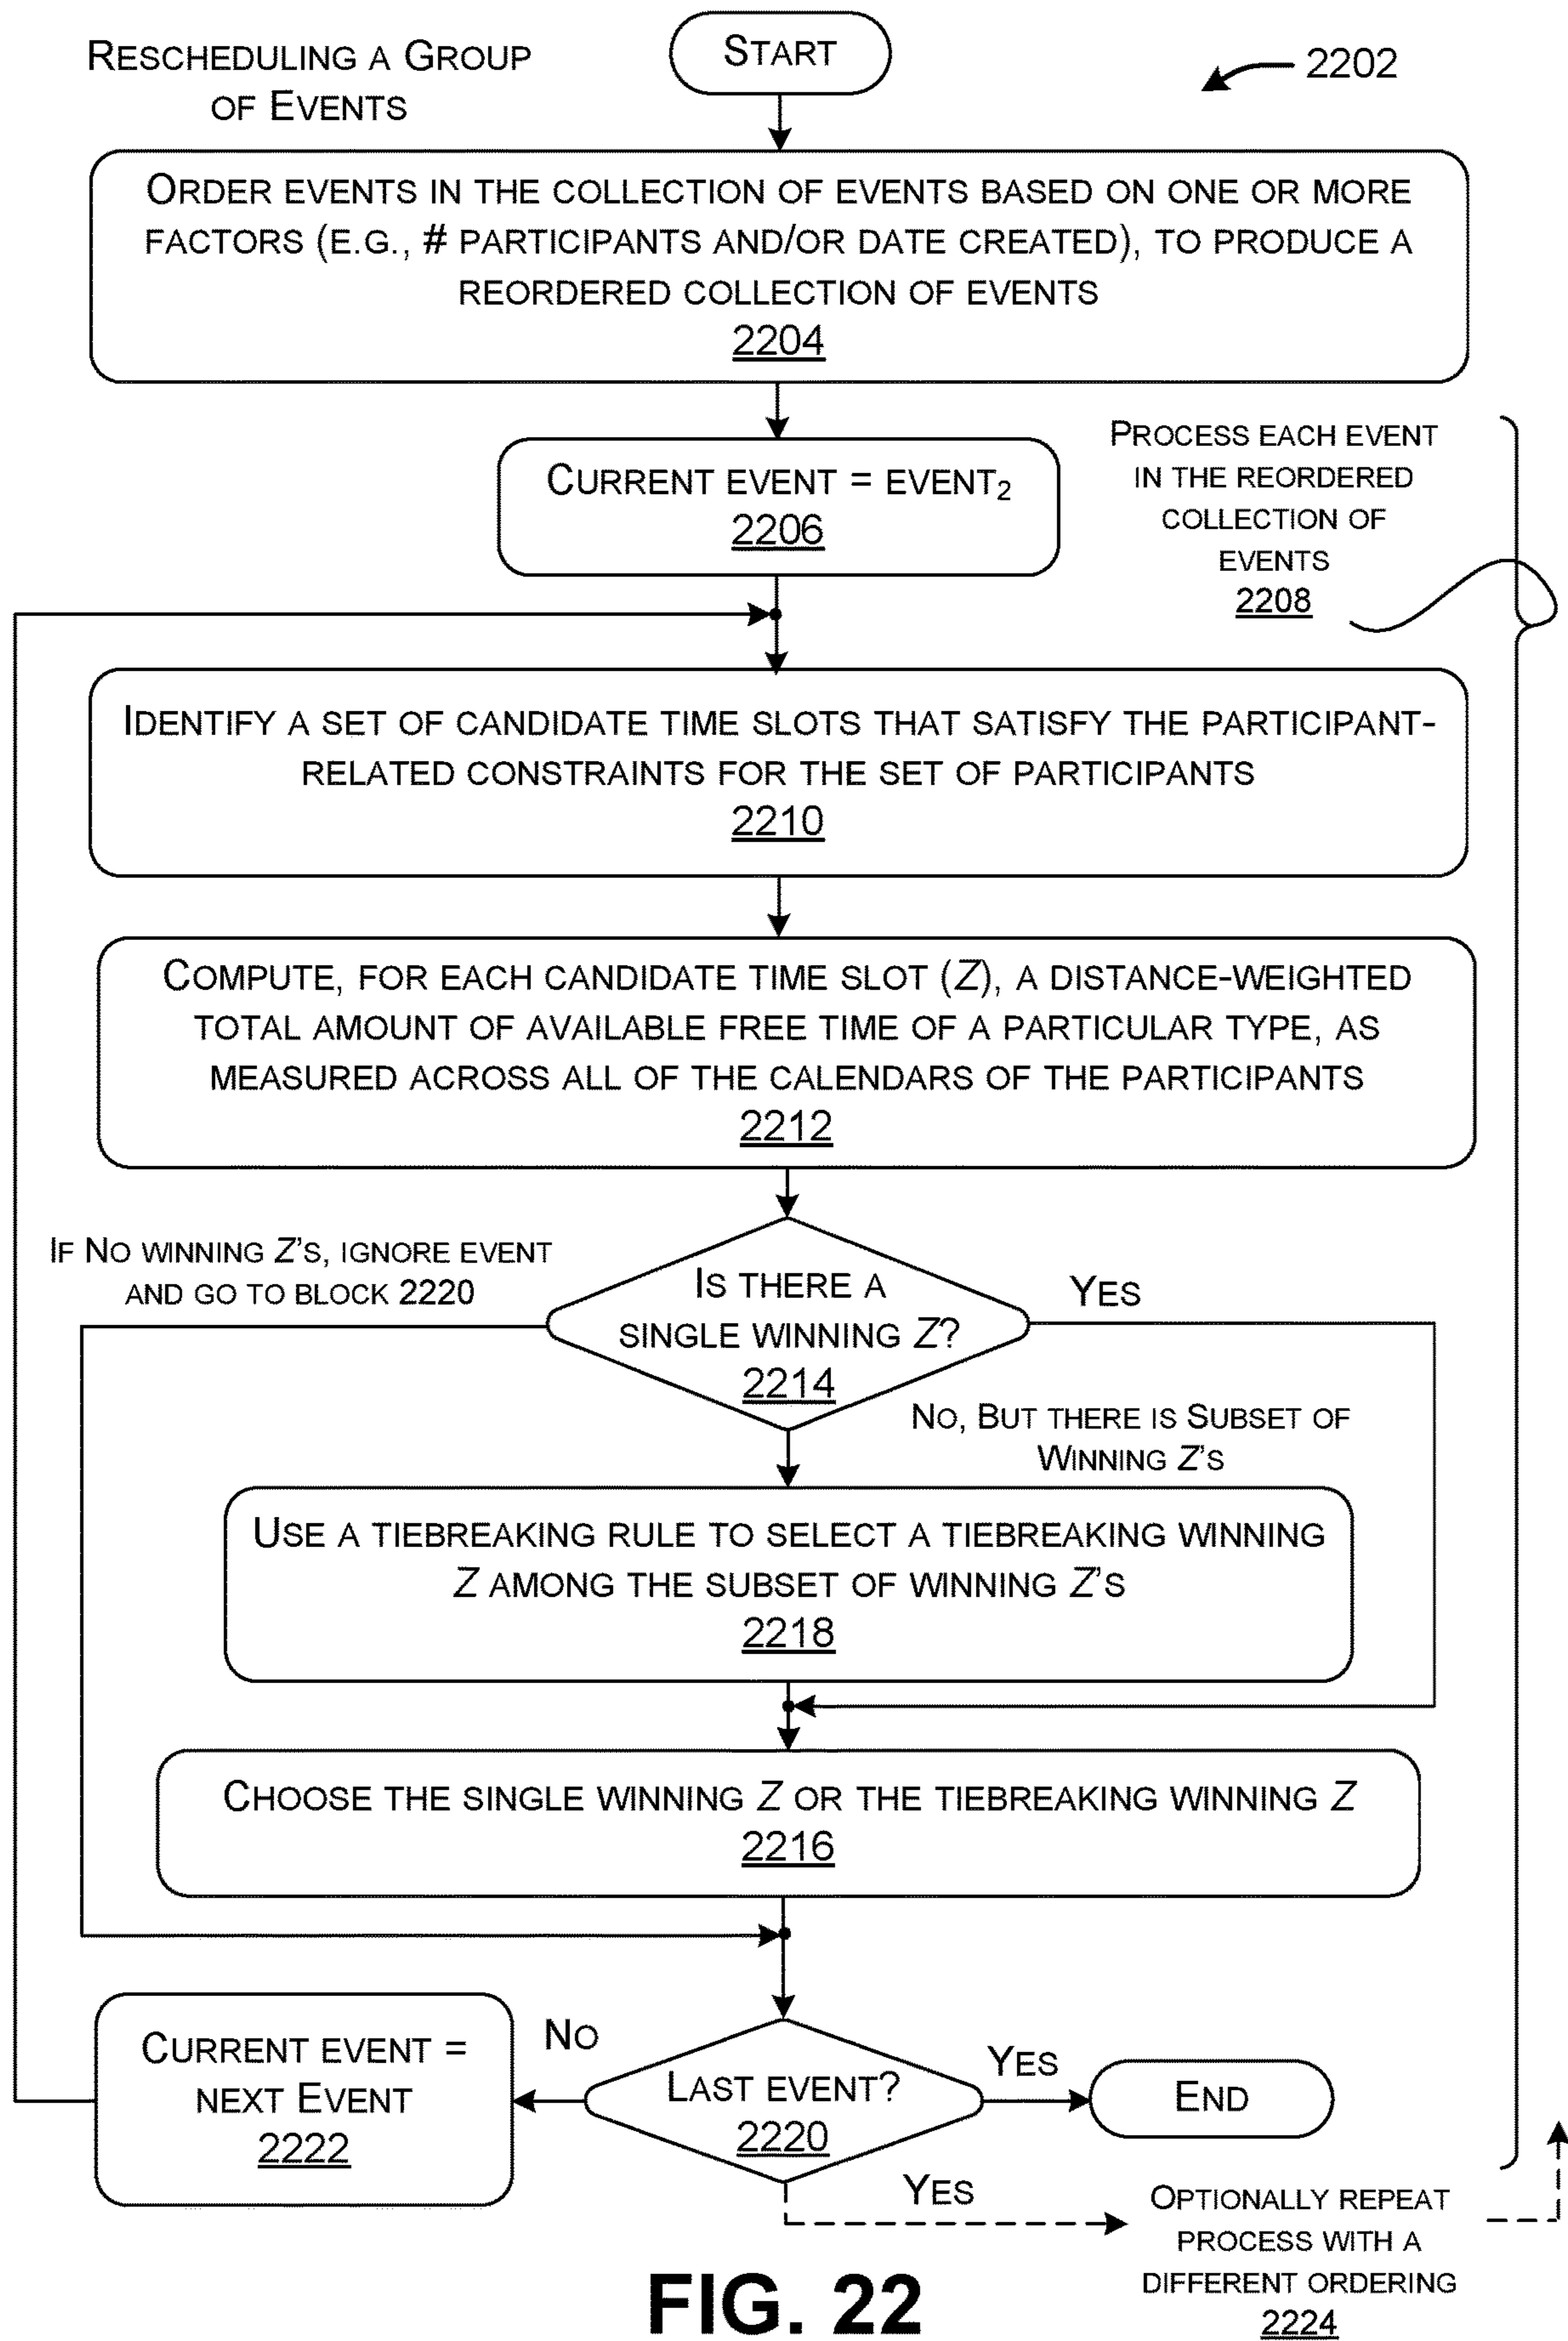 RESCHEDULING A GROUP
OF EVENTS
START
2202
ORDER EVENTS IN THE COLLECTION OF EVENTS BASED ON ONE OR MORE
FACTORS (E.G., # PARTICIPANTS AND/OR DATE CREATED), TO PRODUCE A
REORDERED COLLECTION OF EVENTS
2204
CURRENT EVENT = EVENT₂
2206
PROCESS EACH EVENT
IN THE REORDERED
COLLECTION OF
EVENTS
2208
IDENTIFY A SET OF CANDIDATE TIME SLOTS THAT SATISFY THE PARTICIPANT-
RELATED CONSTRAINTS FOR THE SET OF PARTICIPANTS
2210
COMPUTE, FOR EACH CANDIDATE TIME SLOT (Z), A DISTANCE-WEIGHTED
TOTAL AMOUNT OF AVAILABLE FREE TIME OF A PARTICULAR TYPE, AS
MEASURED ACROSS ALL OF THE CALENDARS OF THE PARTICIPANTS
2212
IF NO WINNING Z'S, IGNORE EVENT
AND GO TO BLOCK 2220
IS THERE A
SINGLE WINNING Z?
2214
YES
NO, BUT THERE IS SUBSET OF
WINNING Z'S
USE A TIEBREAKING RULE TO SELECT A TIEBREAKING WINNING
Z AMONG THE SUBSET OF WINNING Z'S
2218
CHOOSE THE SINGLE WINNING Z OR THE TIEBREAKING WINNING Z
2216
CURRENT EVENT =
NEXT EVENT
2222
NO
LAST EVENT?
2220
YES
END
YES
OPTIONALLY REPEAT
PROCESS WITH A
DIFFERENT ORDERING
2224
FIG. 22